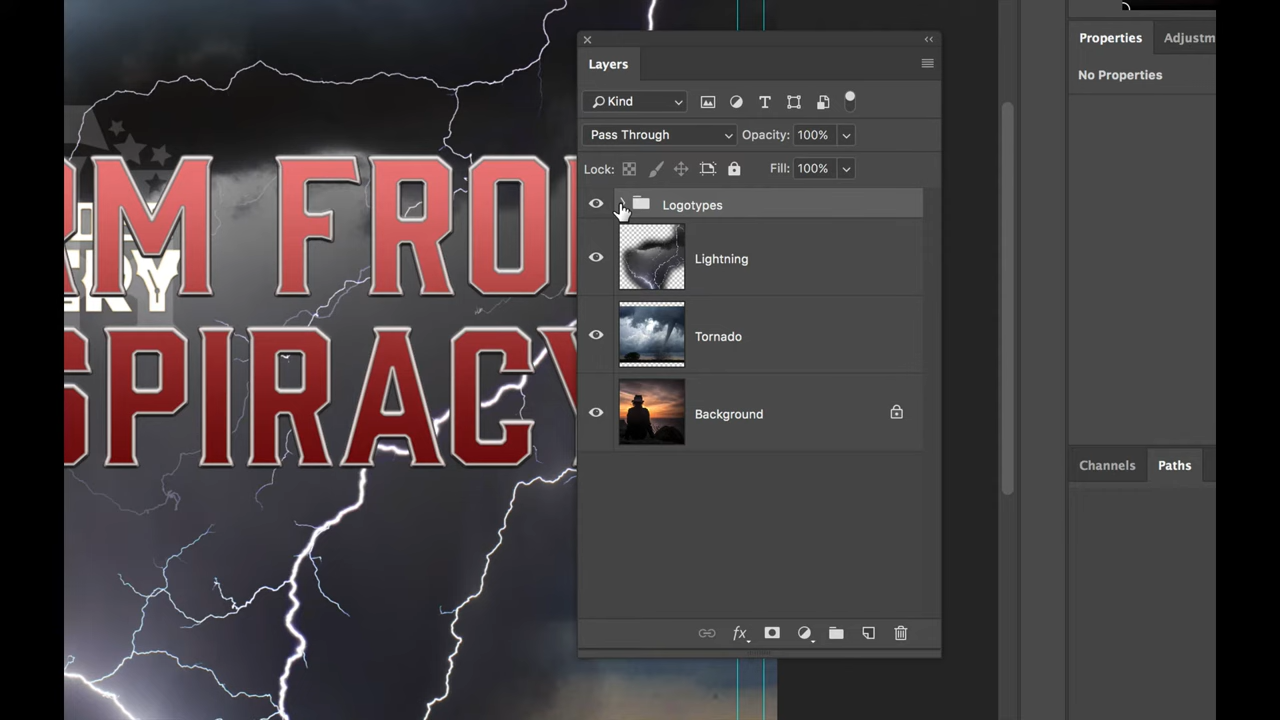 Properties
Adjustm
No Properties
Layers
Kind
Pass Through
Opacity: 100%
Lock:
Fill: 100%
Logotypes
Lightning
Tornado
Background
RM FRO
SPIRACY
Channels
Paths
fx